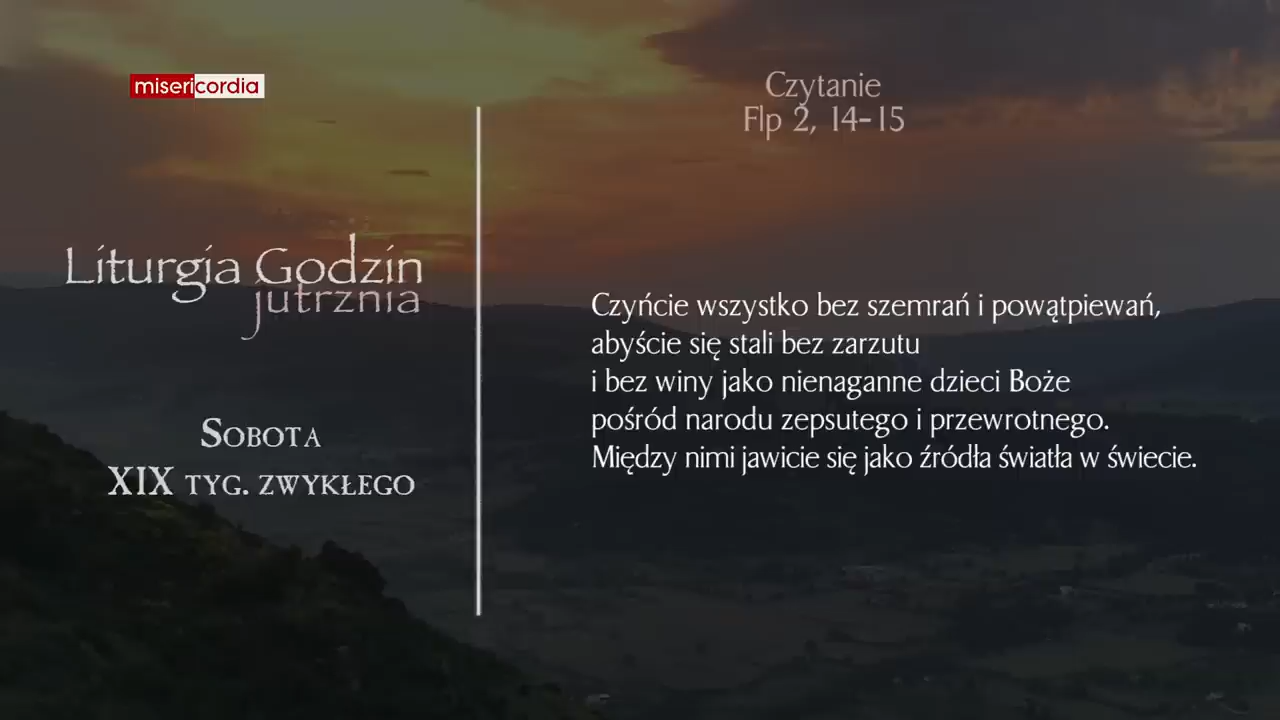 misericordia
Liturgia Godzin
jutrznia
Sobota
XIX tyg. zwykłego
Czytanie
Flp 2, 14-15
Czyńcie wszystko bez szemrań i powątpiewań,
abyście się stali bez zarzutu
i bez winy jako nienaganne dzieci Boże
pośród narodu zepsutego i przewrotnego.
Między nimi jawicie się jako źródła światła w świecie.